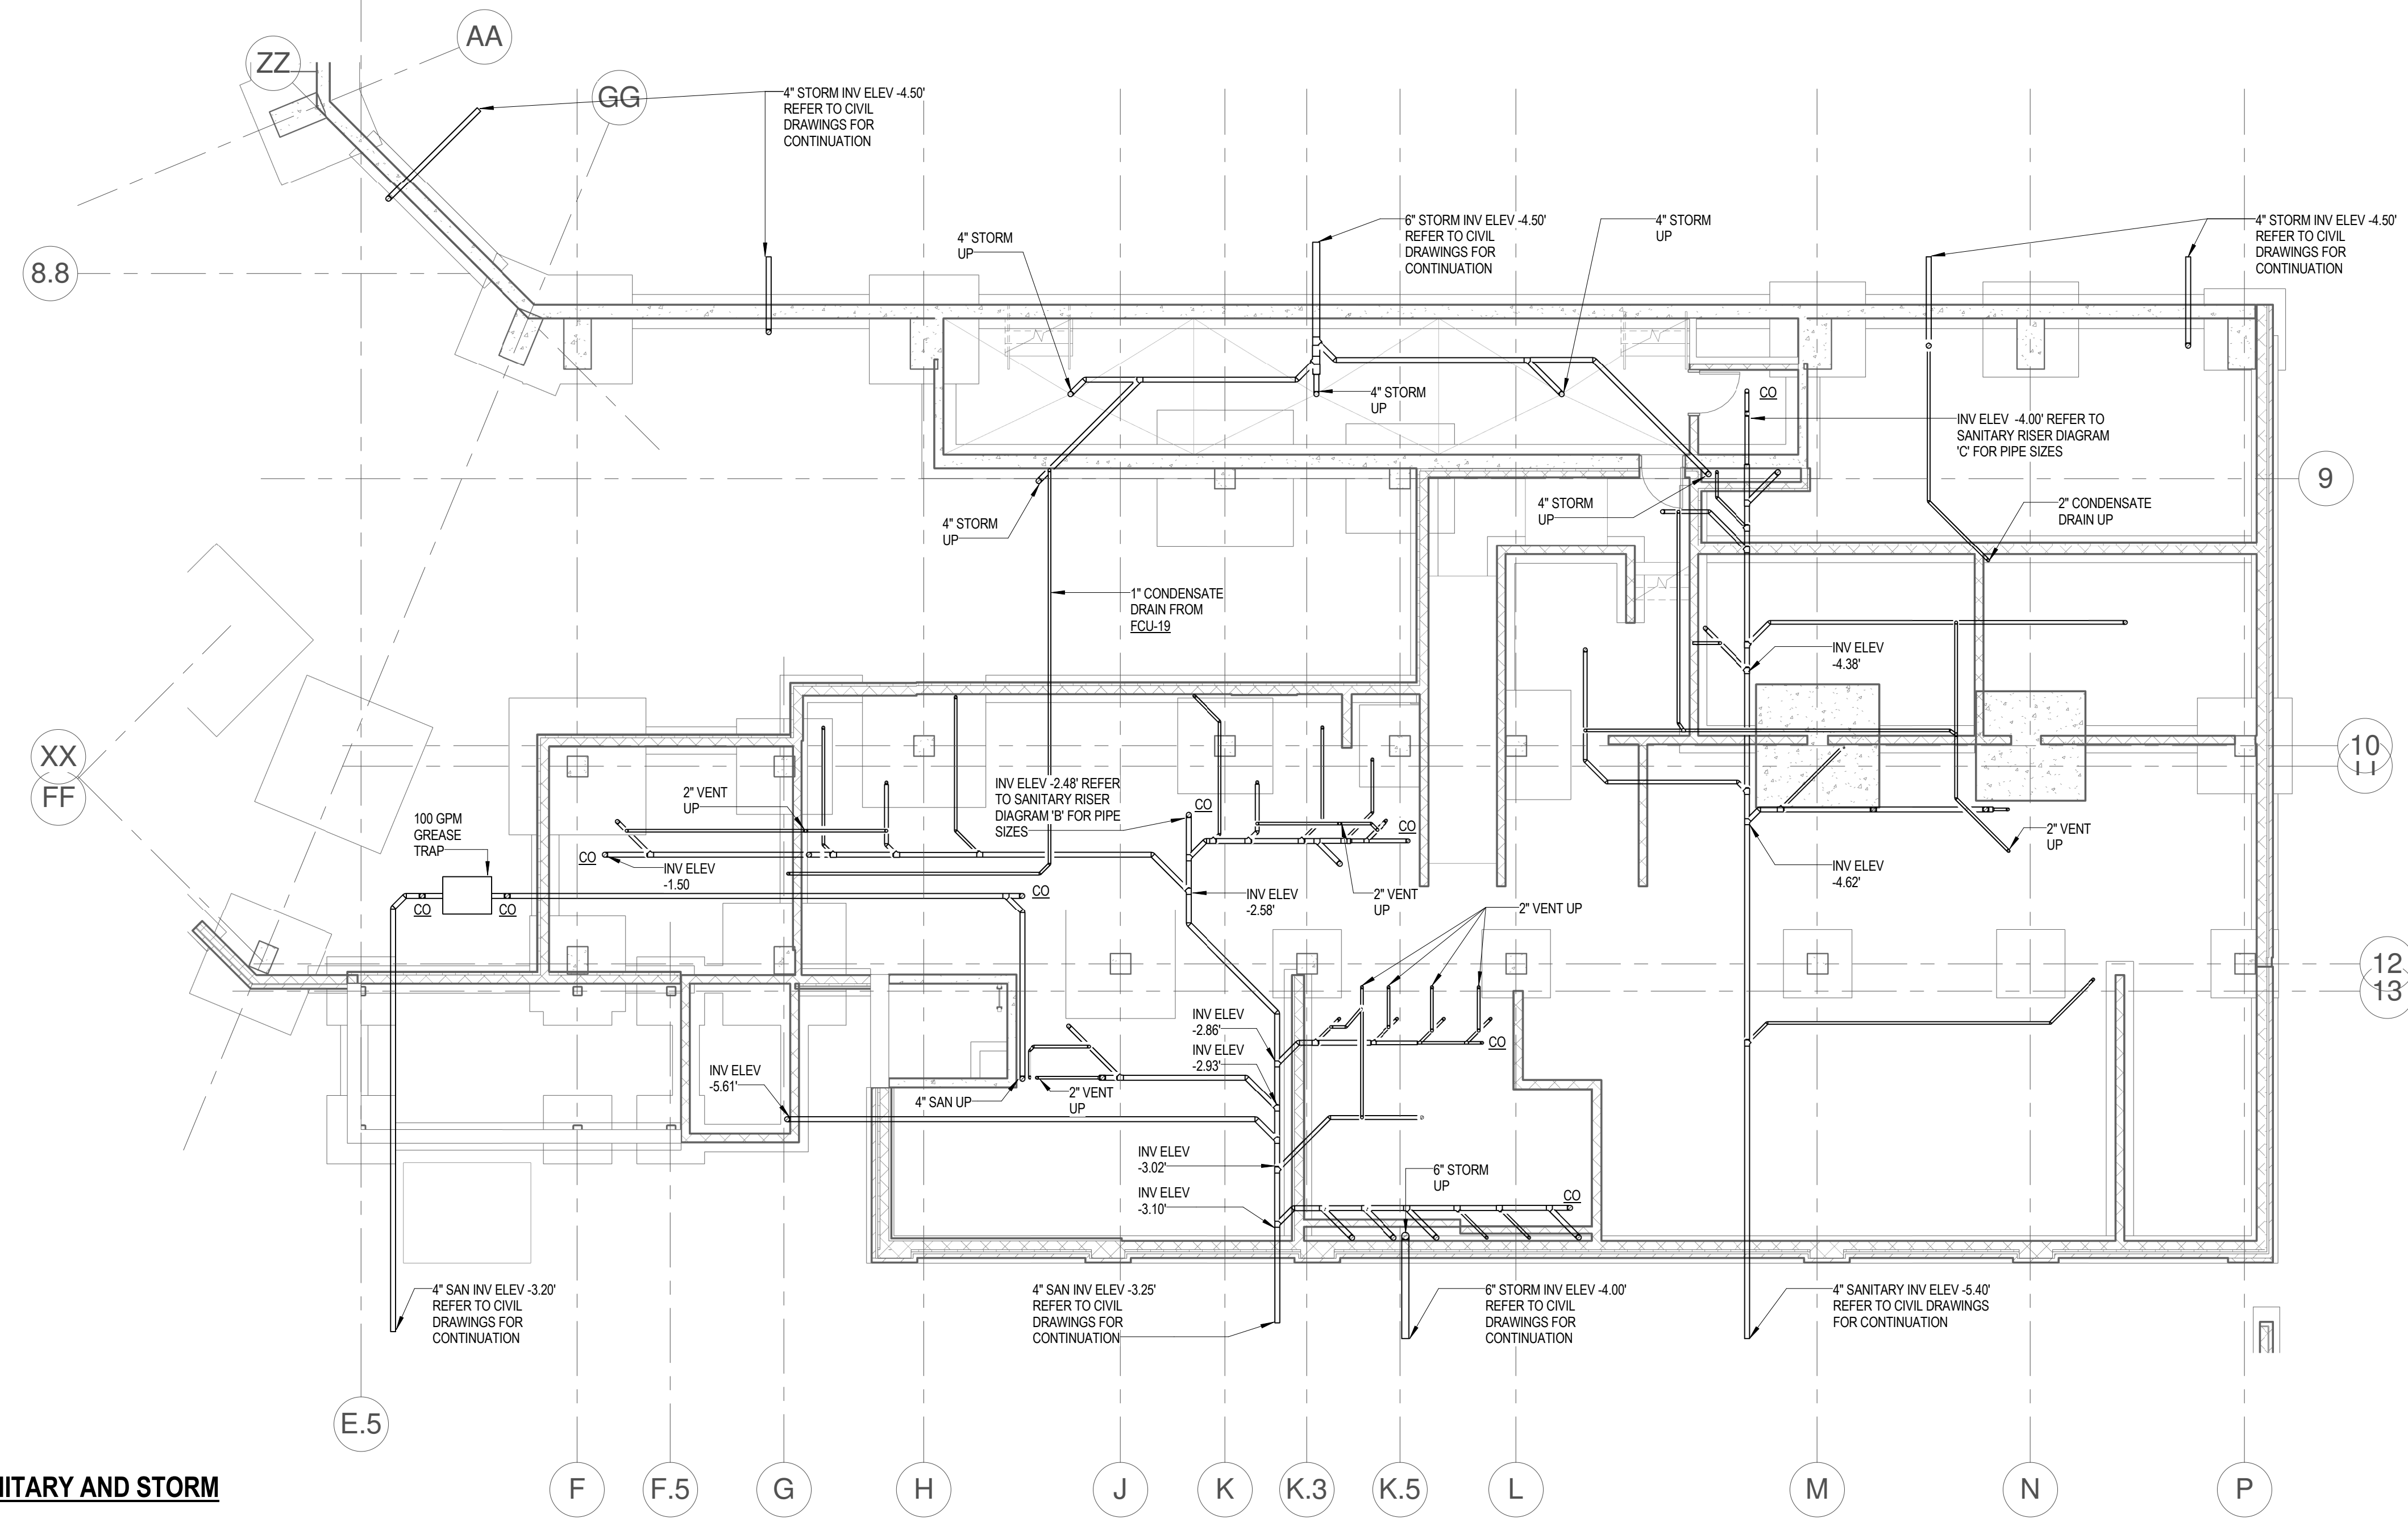 AA
ZZ
GG
4" STORM INV ELEV -4.50'
REFER TO CIVIL
DRAWINGS FOR
CONTINUATION
8.8
4" STORM
UP
6" STORM INV ELEV -4.50'
REFER TO CIVIL
DRAWINGS FOR
CONTINUATION
4" STORM
UP
4" STORM INV ELEV -4.50'
REFER TO CIVIL
DRAWINGS FOR
CONTINUATION
4" STORM
UP
CO
INV ELEV -4.00' REFER TO
SANITARY RISER DIAGRAM
'C' FOR PIPE SIZES
9
4" STORM
UP
4" STORM
UP
2" CONDENSATE
DRAIN UP
1" CONDENSATE
DRAIN FROM
FCU-19
INV ELEV
-4.38'
XX
FF
10
11
2" VENT
UP
INV ELEV -2.48' REFER
TO SANITARY RISER
DIAGRAM 'B' FOR PIPE
SIZES
CO
CO
100 GPM
GREASE
TRAP
CO
INV ELEV
-1.50
2" VENT
UP
INV ELEV
-4.62'
CO
CO
CO
INV ELEV
-2.58'
2" VENT
UP
2" VENT UP
12
13
INV ELEV
-2.86'
INV ELEV
-2.93'
CO
INV ELEV
-5.61'
4" SAN UP
2" VENT
UP
INV ELEV
-3.02'
INV ELEV
-3.10'
6" STORM
UP
CO
4" SAN INV ELEV -3.20'
REFER TO CIVIL
DRAWINGS FOR
CONTINUATION
4" SAN INV ELEV -3.25'
REFER TO CIVIL
DRAWINGS FOR
CONTINUATION
6" STORM INV ELEV -4.00'
REFER TO CIVIL
DRAWINGS FOR
CONTINUATION
4" SANITARY INV ELEV -5.40'
REFER TO CIVIL DRAWINGS
FOR CONTINUATION
E.5
F
F.5
G
H
J
K
K.3
K.5
L
M
N
P
NITARY AND STORM